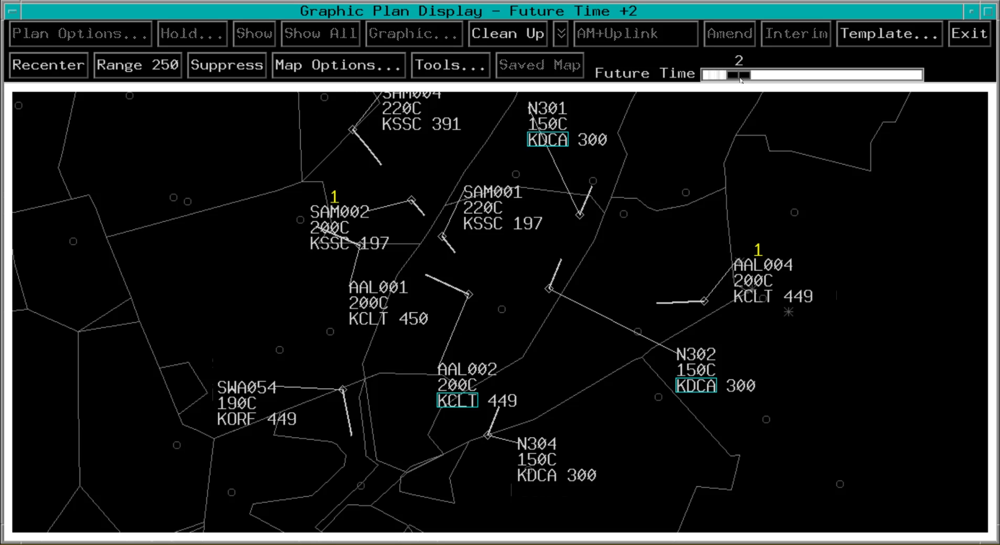 Graphic Plan Display - Future Time +2
Plan Options... Hold... Show Show All Graphic... Clean Up AM+Uplink Amend Interim Template... Exit
Recenter Range 250 Suppress Map Options... Tools... Saved Map Future Time 2
SAM004
220C
KSSC 391
N301
150C
KDCA 300
1
SAM002
200C
KSSC 197
SAM001
220C
KSSC 197
1
AAL004
200C
KCLT 449
AAL001
200C
KCLT 450
N302
150C
KDCA 300
AAL002
200C
KCLT 449
SWA054
190C
KORF 449
N304
150C
KDCA 300